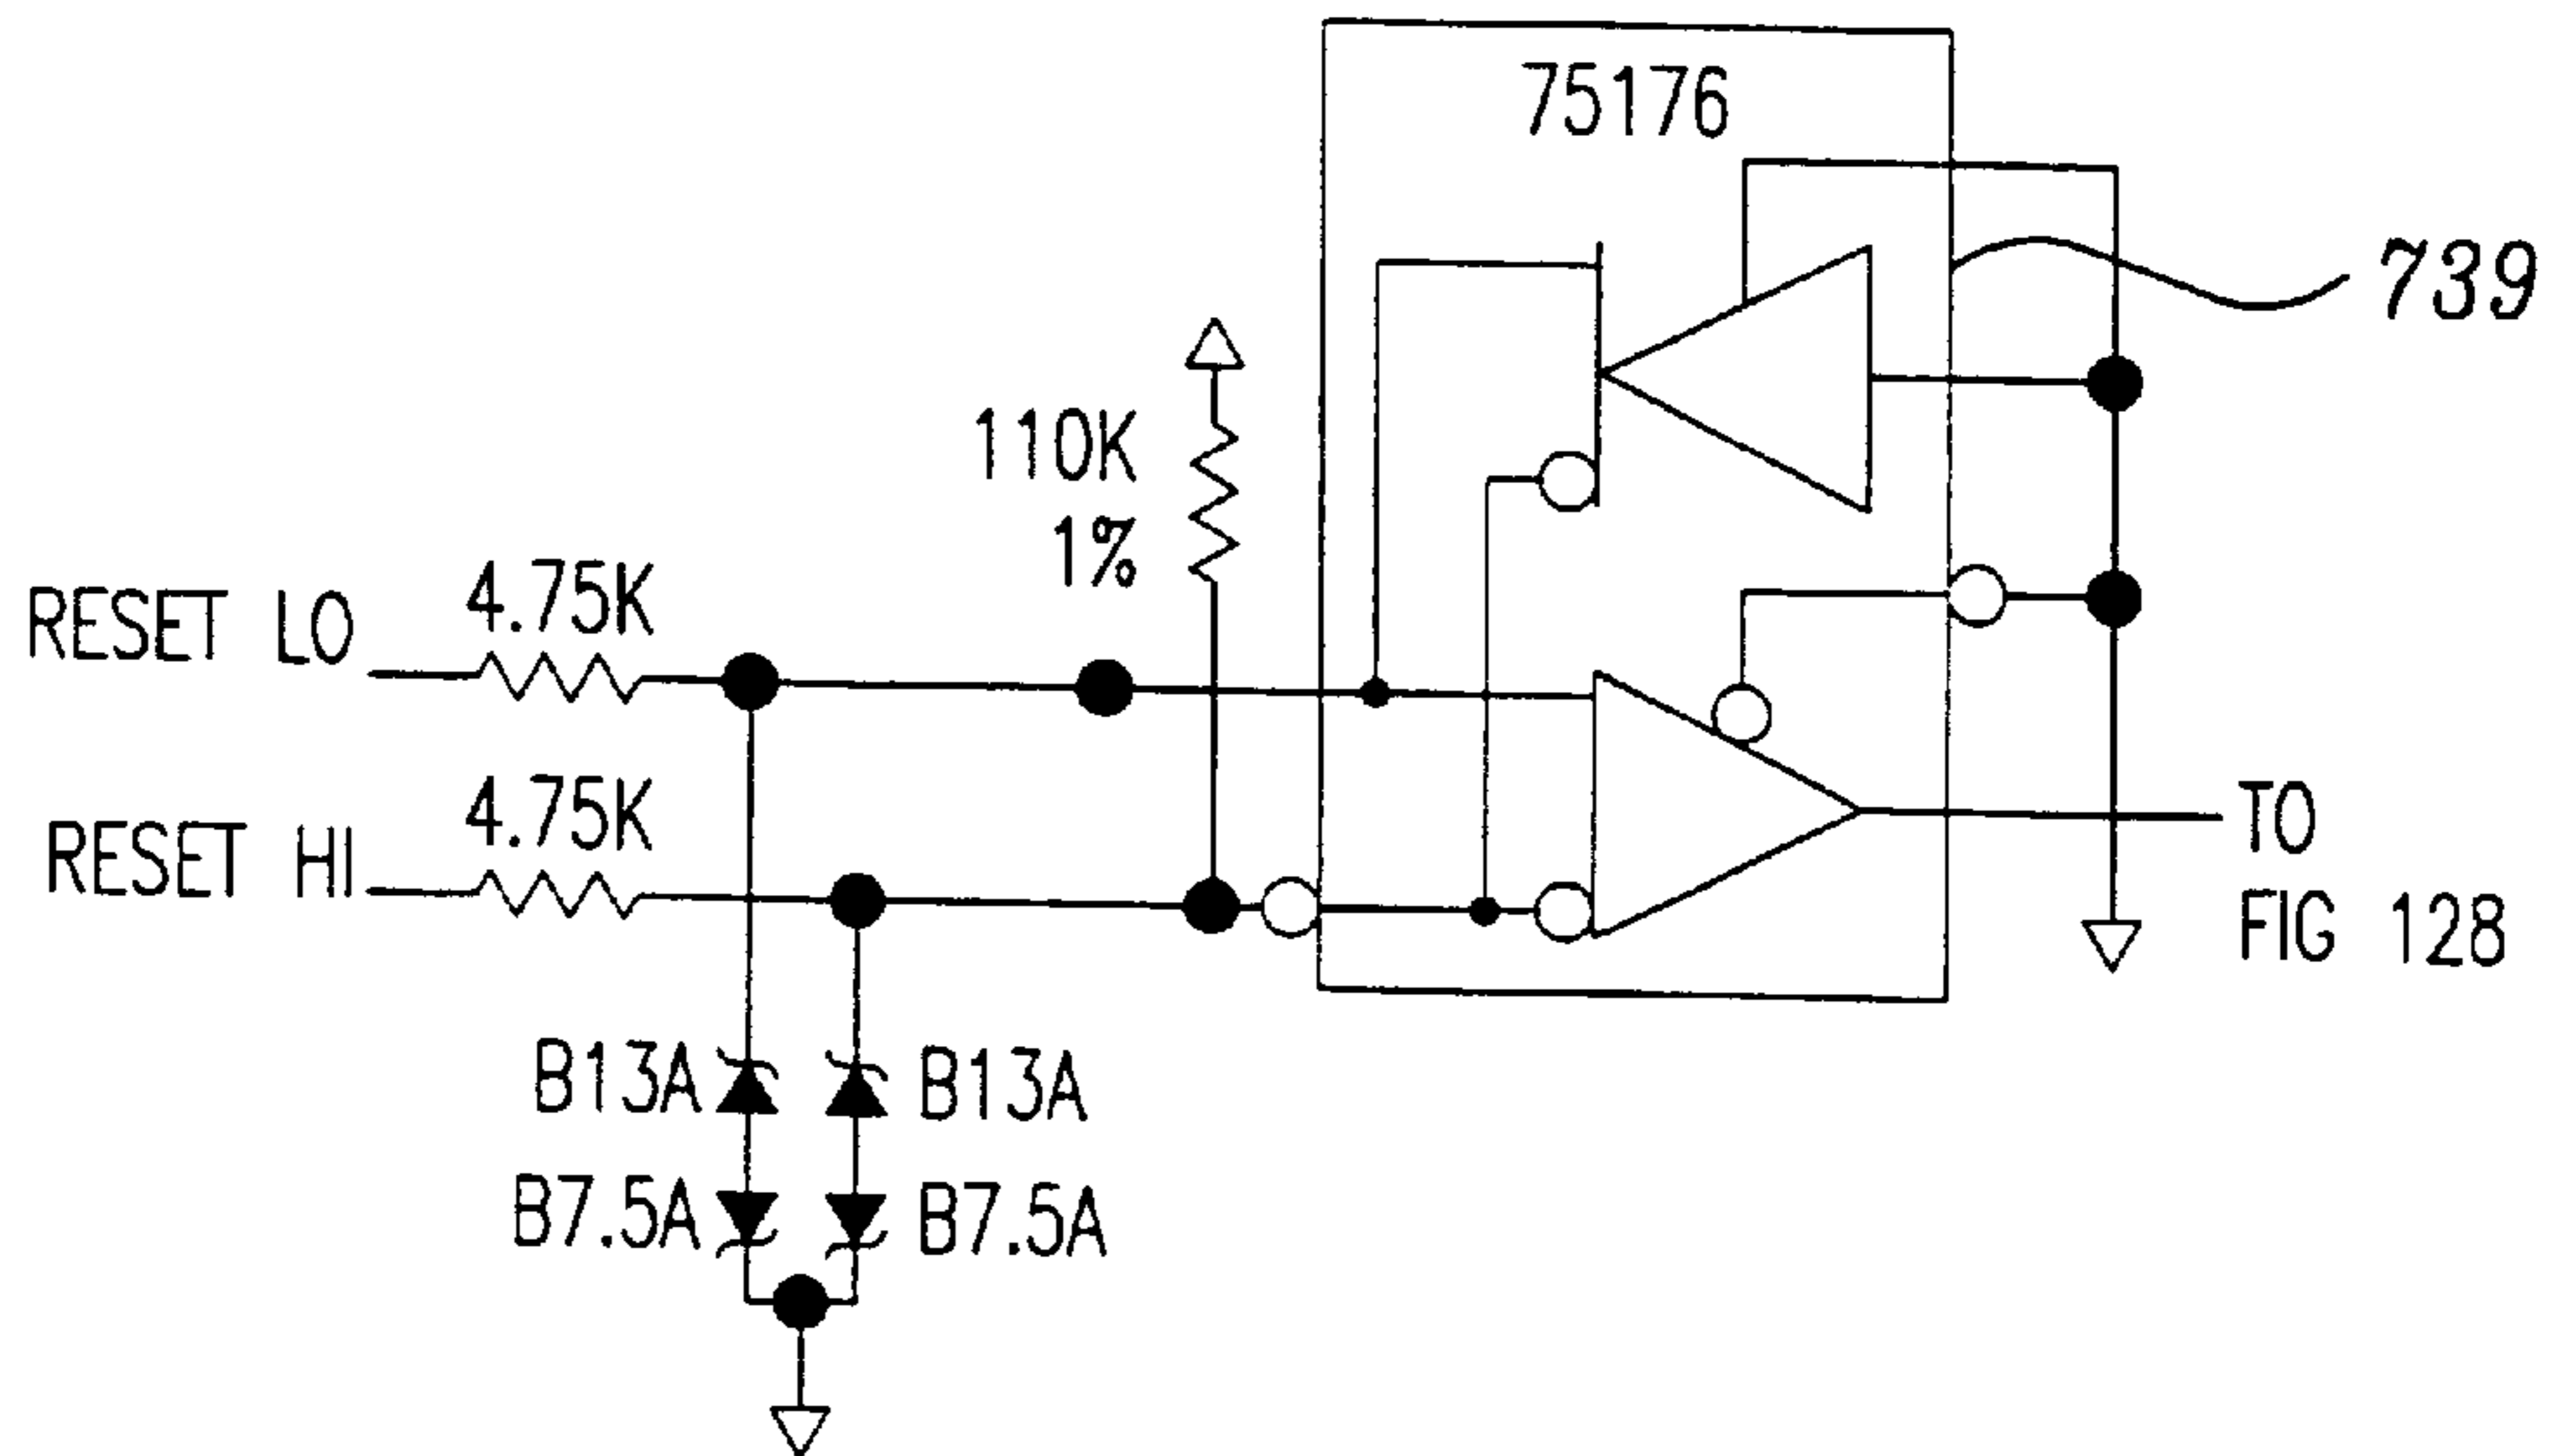 75176
739
110K
1%
RESET LO
4.75K
RESET HI
4.75K
TO
FIG 128
B13A
B13A
B7.5A
B7.5A